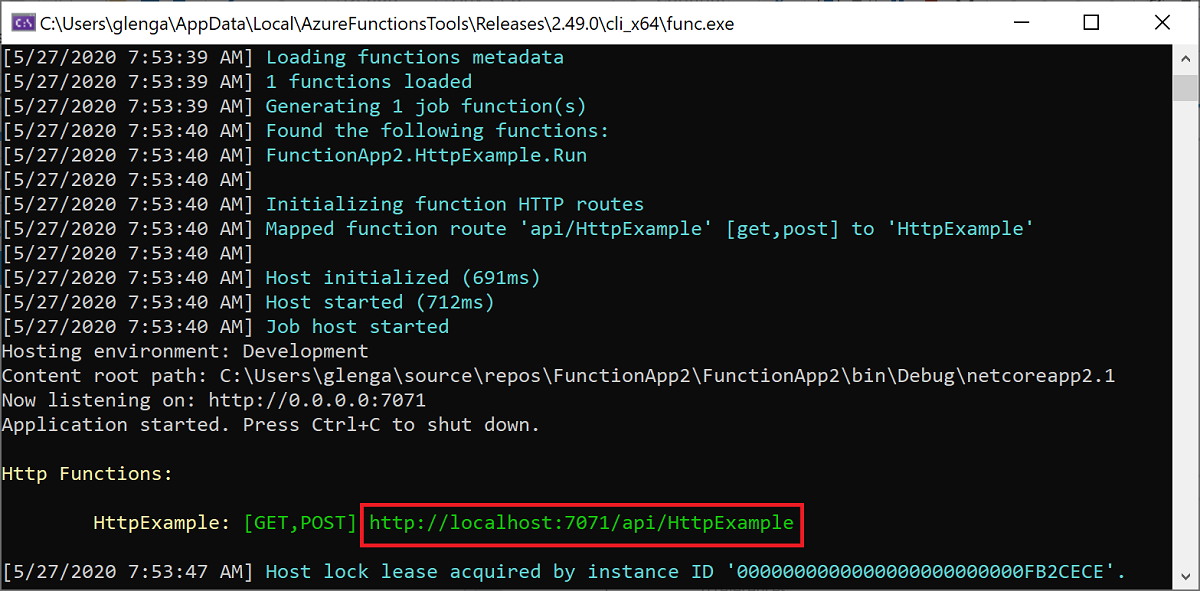 C:\Users\glenga\AppData\Local\AzureFunctionsTools\Releases\2.49.0\cli_x64\func.exe
[5/27/2020 7:53:39 AM] Loading functions metadata
[5/27/2020 7:53:39 AM] 1 functions loaded
[5/27/2020 7:53:39 AM] Generating 1 job function(s)
[5/27/2020 7:53:40 AM] Found the following functions:
[5/27/2020 7:53:40 AM] FunctionApp2.HttpExample.Run
[5/27/2020 7:53:40 AM]
[5/27/2020 7:53:40 AM] Initializing function HTTP routes
[5/27/2020 7:53:40 AM] Mapped function route 'api/HttpExample' [get,post] to 'HttpExample'
[5/27/2020 7:53:40 AM]
[5/27/2020 7:53:40 AM] Host initialized (691ms)
[5/27/2020 7:53:40 AM] Host started (712ms)
[5/27/2020 7:53:40 AM] Job host started
Hosting environment: Development
Content root path: C:\Users\glenga\source\repos\FunctionApp2\FunctionApp2\bin\Debug\netcoreapp2.1
Now listening on: http://0.0.0.0:7071
Application started. Press Ctrl+C to shut down.
Http Functions:
HttpExample: [GET,POST] http://localhost:7071/api/HttpExample
[5/27/2020 7:53:47 AM] Host lock lease acquired by instance ID '0000000000000000000000000FB2CECE'.